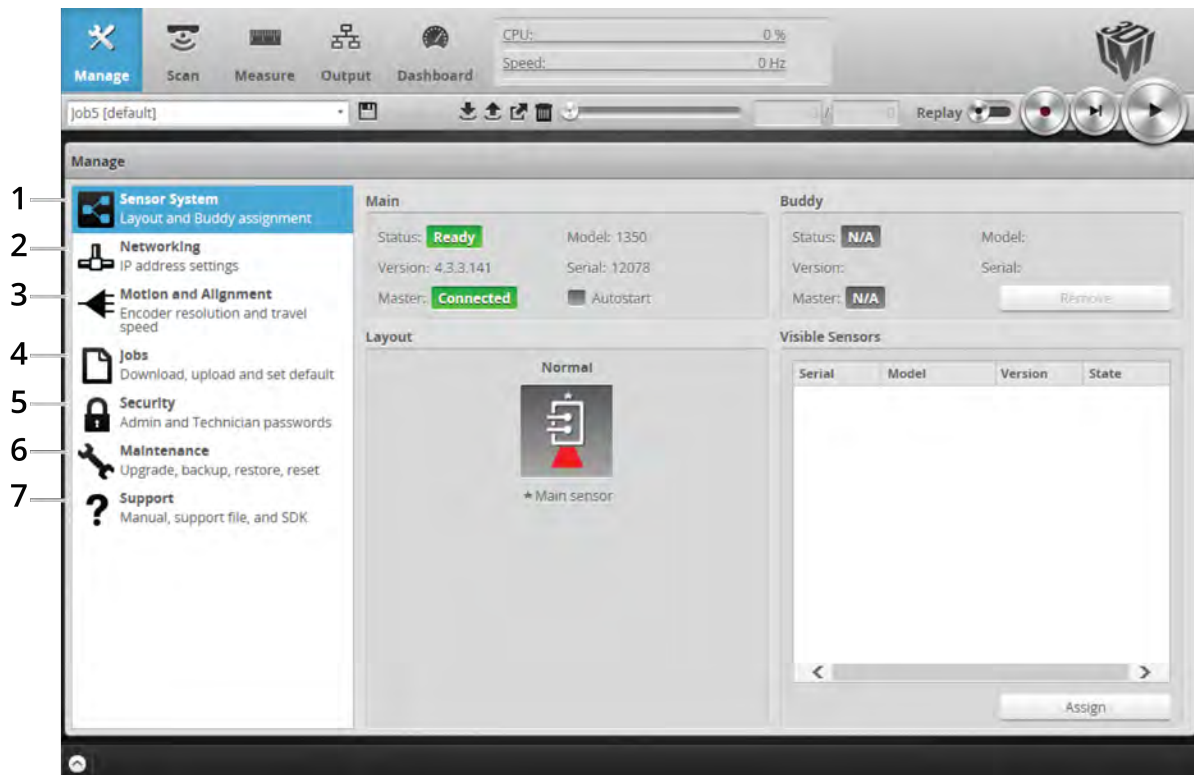 Manage
Scan
Measure
Output
Dashboard
CPU: 0 %
Speed: 0 Hz
3D
LMI
Job5 [default]
/
Replay
Manage
1
Sensor System
Layout and Buddy assignment
2
Networking
IP address settings
3
Motion and Alignment
Encoder resolution and travel
speed
4
Jobs
Download, upload and set default
5
Security
Admin and Technician passwords
6
Maintenance
Upgrade, backup, restore, reset
7
Support
Manual, support file, and SDK
Main
Status: Ready Model: 1350
Version: 4.3.3.141 Serial: 12078
Master: Connected Autostart
Layout
Normal
Main sensor
Buddy
Status: N/A Model:
Version: Serial:
Master: N/A Remove
Visible Sensors
Serial Model Version State
Assign